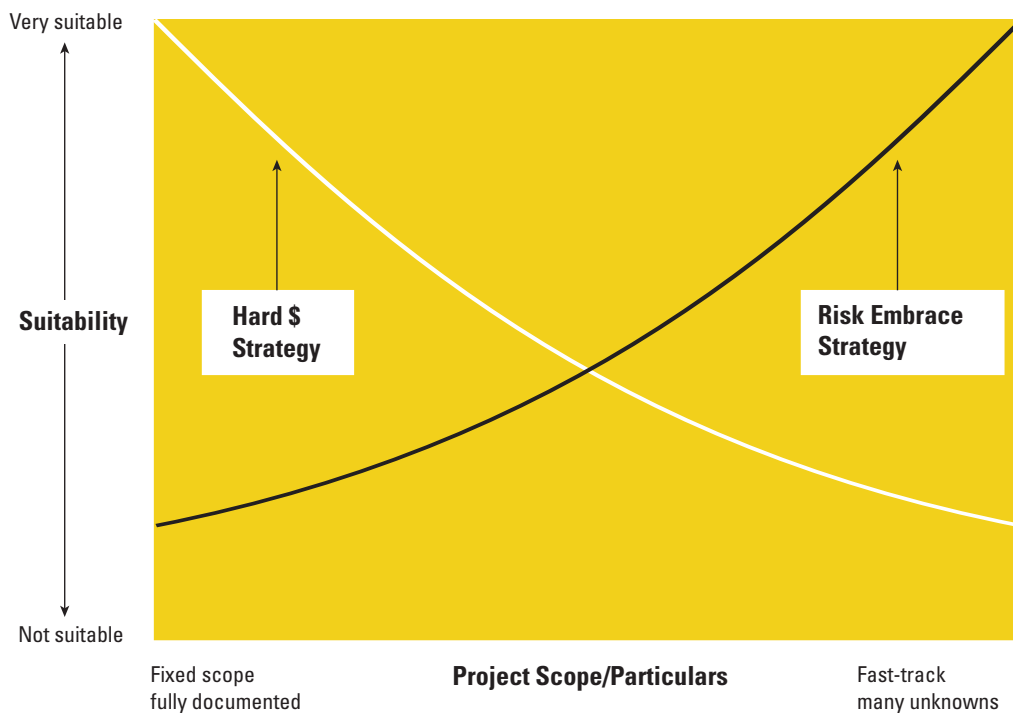 Very suitable
Suitability
Not suitable
Hard $
Strategy
Risk Embrace
Strategy
Fixed scope
fully documented
Project Scope/Particulars
Fast-track
many unknowns